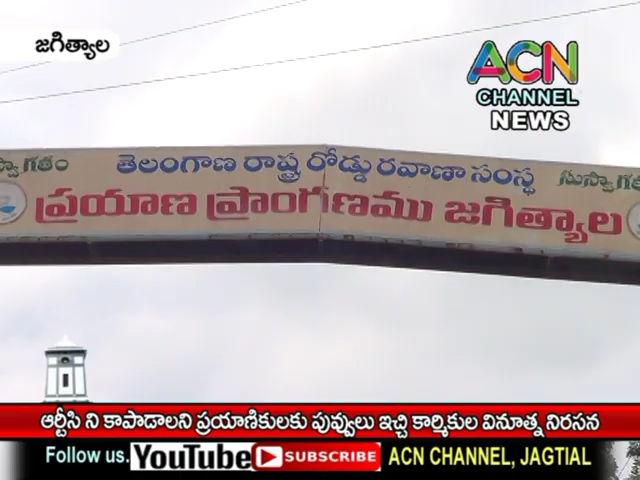 జగిత్యాల
ACN
CHANNEL
NEWS
తెలంగాణ రాష్ట్ర రోడ్డు రవాణా సంస్థ
ప్రయాణ ప్రాంగణము జగిత్యాల
ఆర్టీసి ని కాపాడాలని ప్రయాణికులకు పువ్వులు ఇచ్చి కార్మికుల వినూత్న నిరసన
Follow us. YouTube SUBSCRIBE ACN CHANNEL, JAGTIAL